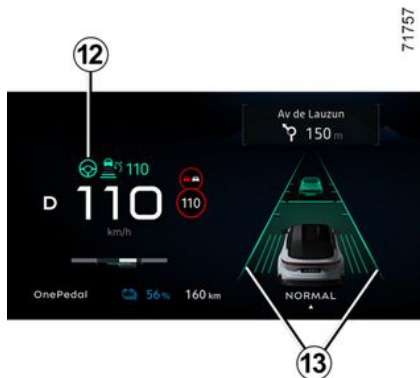 71757
12
Av de Lauzun
150 m
110
D 110 110
km/h
OnePedal 56% 160 km NORMAL
13